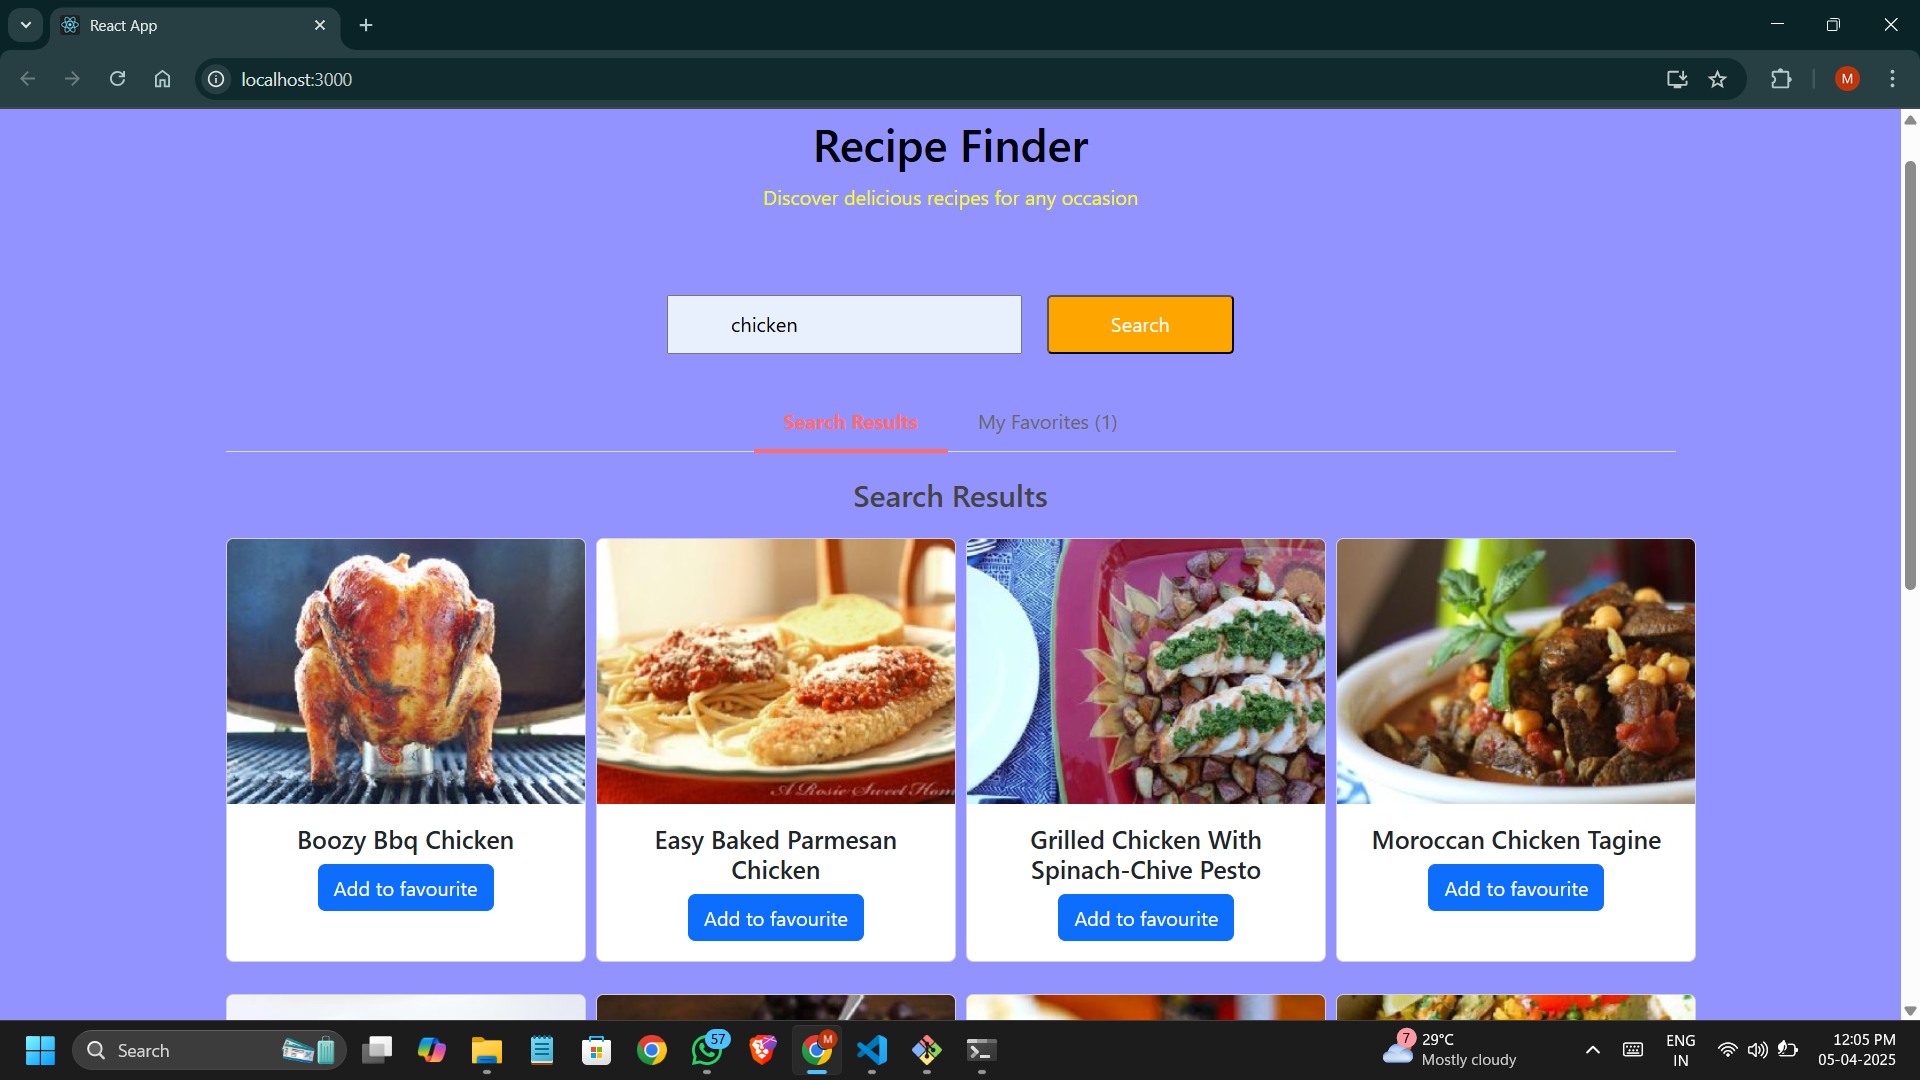 React App
localhost:3000
M
Recipe Finder
Discover delicious recipes for any occasion
chicken
Search
Search Results
My Favorites (1)
Search Results
A Rosie Sweet Hom
Boozy Bbq Chicken
Add to favourite
Easy Baked Parmesan
Chicken
Add to favourite
Grilled Chicken With
Spinach-Chive Pesto
Add to favourite
Moroccan Chicken Tagine
Add to favourite
Search
57
M
7
29°C
Mostly cloudy
ENG
IN
12:05 PM
05-04-2025